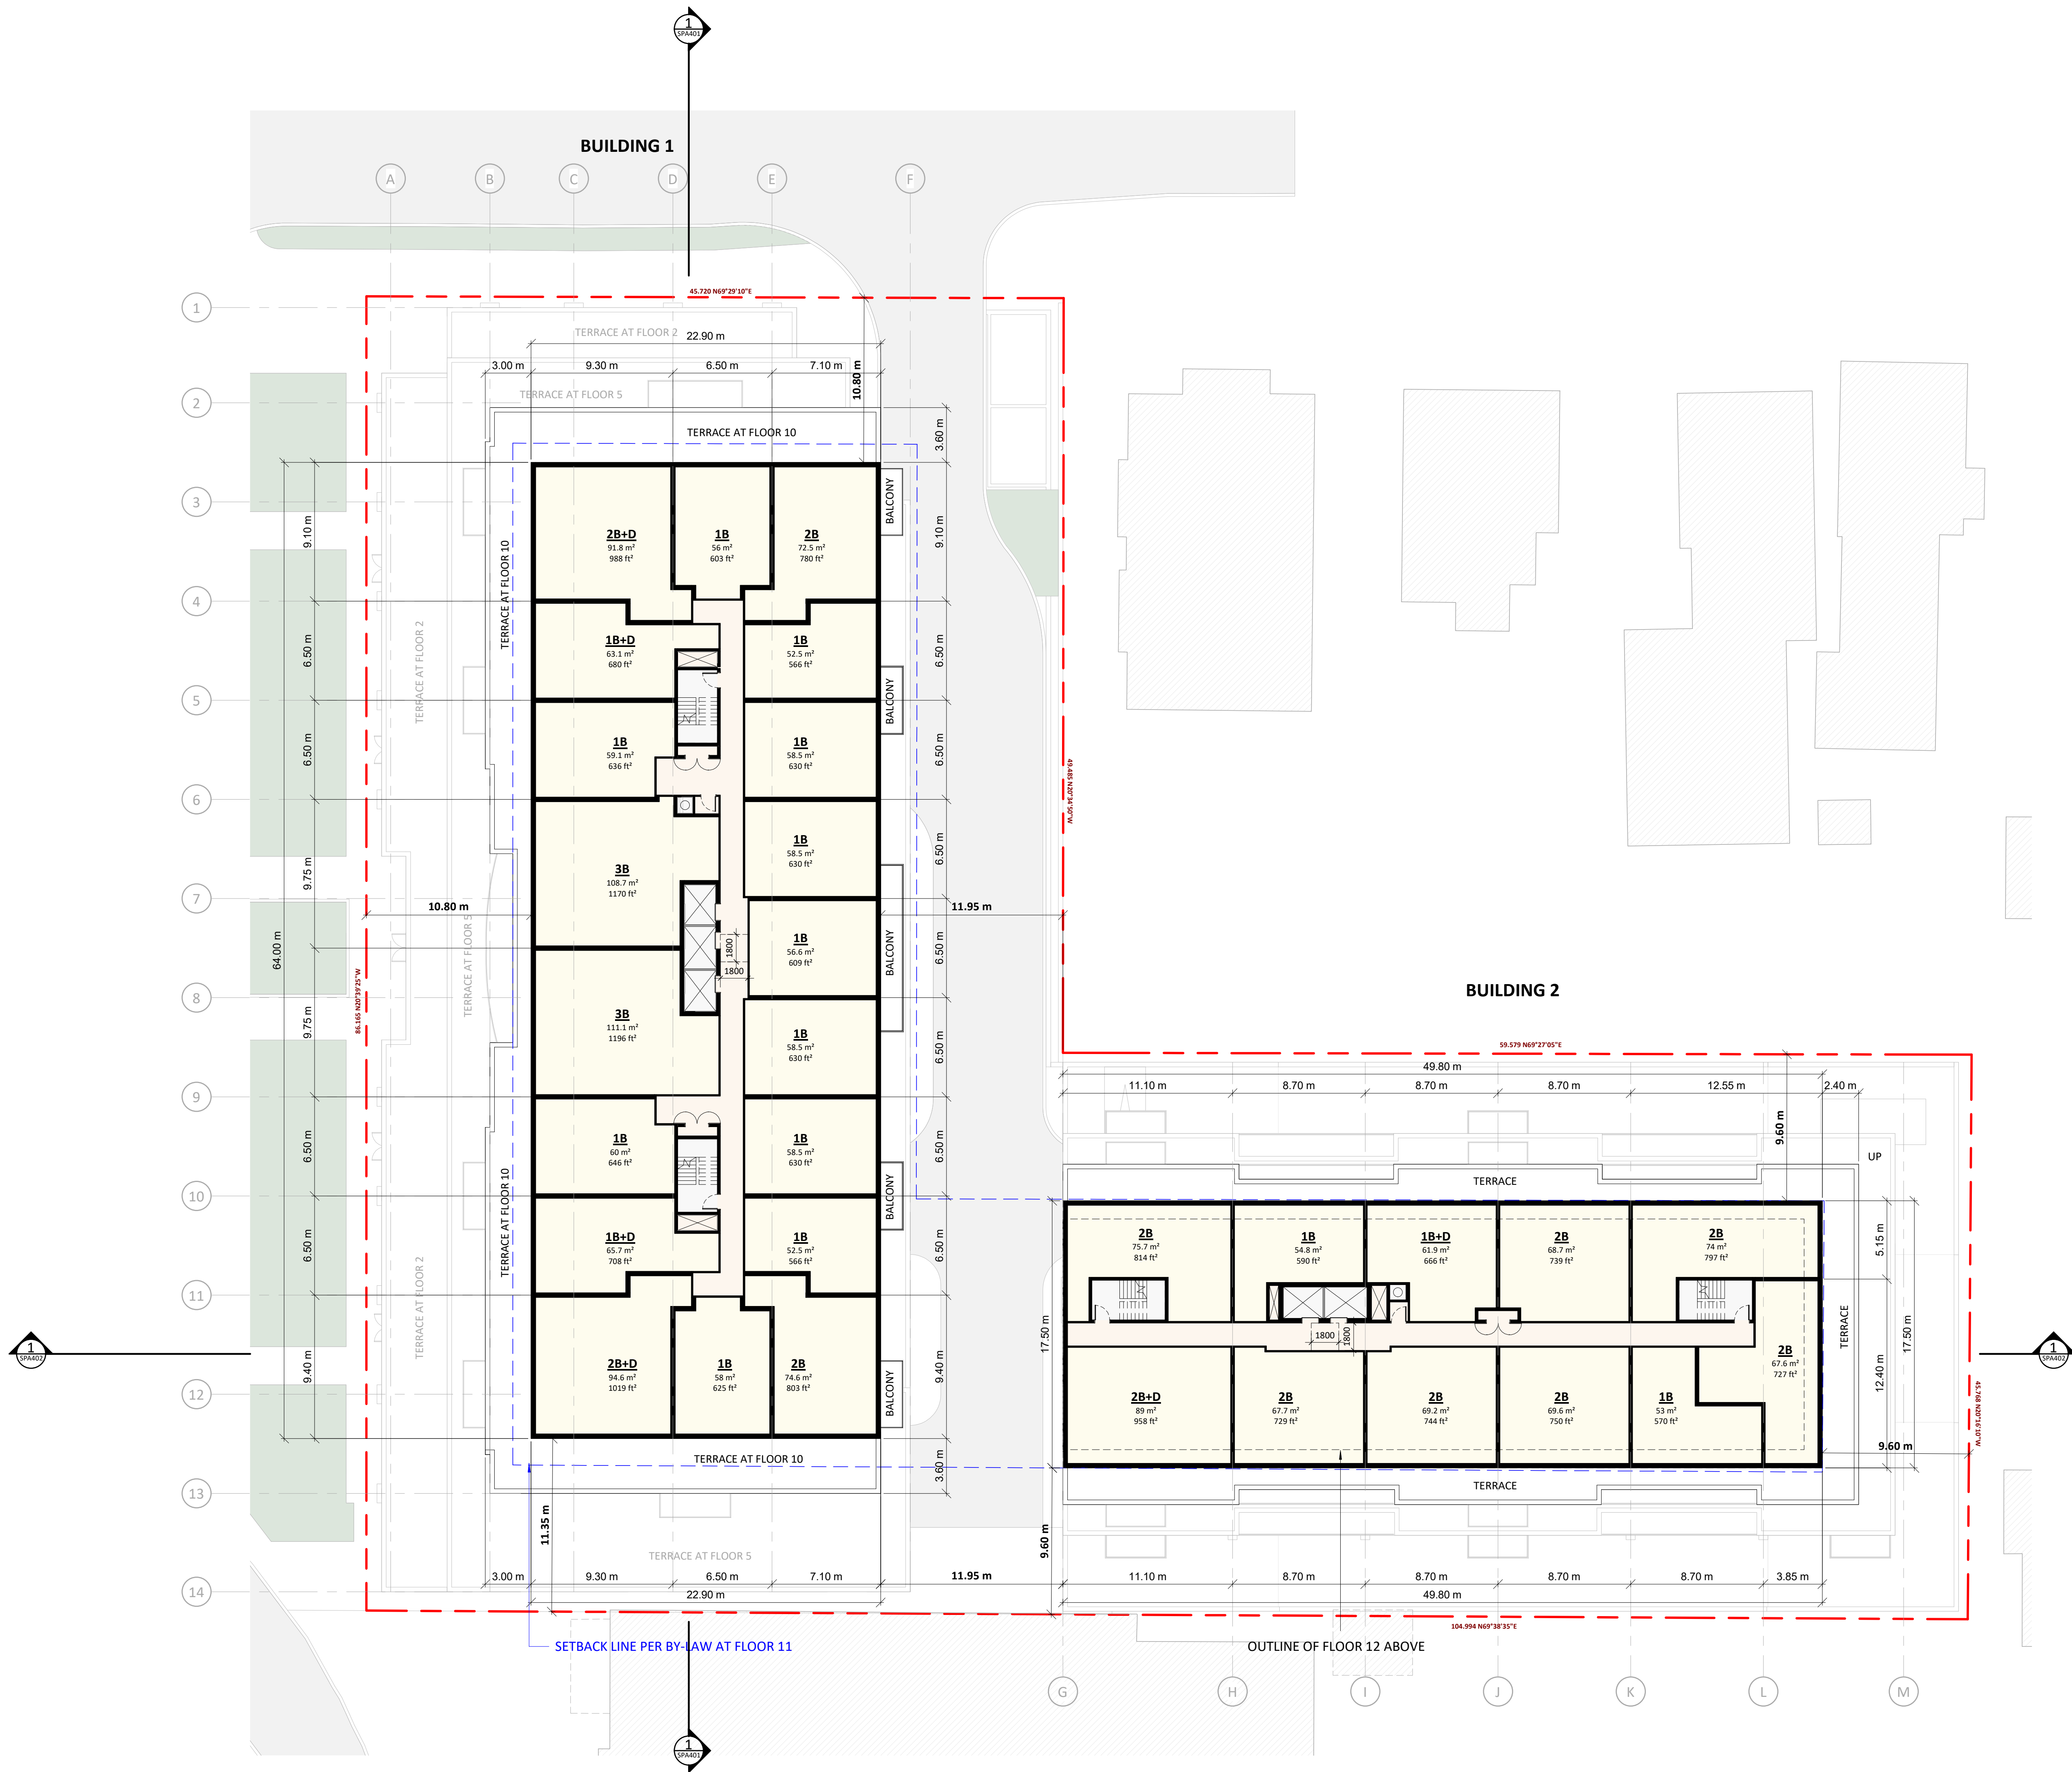 1
SPA401
BUILDING 1
A
B
C
D
E
F
1
2
3
4
5
6
7
8
9
10
11
12
13
14
45.720 N69°29'10"E
TERRACE AT FLOOR 2
22.90 m
3.00 m
9.30 m
6.50 m
7.10 m
10.80 m
TERRACE AT FLOOR 5
TERRACE AT FLOOR 10
3.60 m
9.10 m
6.50 m
6.50 m
9.75 m
9.75 m
6.50 m
6.50 m
9.40 m
64.00 m
10.80 m
86.165 N20°39'25"W
TERRACE AT FLOOR 2
TERRACE AT FLOOR 2
TERRACE AT FLOOR 5
TERRACE AT FLOOR 10
TERRACE AT FLOOR 10
2B+D
91.8 m²
988 ft²
1B
56 m²
603 ft²
2B
72.5 m²
780 ft²
BALCONY
1B+D
63.1 m²
680 ft²
1B
52.5 m²
566 ft²
BALCONY
1B
59.1 m²
636 ft²
1B
58.5 m²
630 ft²
3B
108.7 m²
1170 ft²
1B
58.5 m²
630 ft²
1B
56.6 m²
609 ft²
BALCONY
1800
1800
3B
111.1 m²
1196 ft²
1B
58.5 m²
630 ft²
1B
60 m²
646 ft²
1B
58.5 m²
630 ft²
BALCONY
1B+D
65.7 m²
708 ft²
1B
52.5 m²
566 ft²
2B+D
94.6 m²
1019 ft²
1B
58 m²
625 ft²
2B
74.6 m²
803 ft²
BALCONY
9.10 m
6.50 m
6.50 m
6.50 m
6.50 m
6.50 m
6.50 m
6.50 m
9.40 m
3.60 m
11.95 m
49.485 N20°34'50"W
TERRACE AT FLOOR 10
11.35 m
TERRACE AT FLOOR 5
3.00 m
9.30 m
6.50 m
7.10 m
11.95 m
22.90 m
SETBACK LINE PER BY-LAW AT FLOOR 11
1
SPA401
1
SPA402
BUILDING 2
59.579 N69°27'05"E
49.80 m
11.10 m
8.70 m
8.70 m
8.70 m
12.55 m
2.40 m
9.60 m
UP
TERRACE
2B
75.7 m²
814 ft²
1B
54.8 m²
590 ft²
1B+D
61.9 m²
666 ft²
2B
68.7 m²
739 ft²
2B
74 m²
797 ft²
5.15 m
17.50 m
1800
1800
TERRACE
17.50 m
12.40 m
2B
67.6 m²
727 ft²
2B+D
89 m²
958 ft²
2B
67.7 m²
729 ft²
2B
69.2 m²
744 ft²
2B
69.6 m²
750 ft²
1B
53 m²
570 ft²
9.60 m
45.768 N20°16'10"W
1
SPA402
TERRACE
9.60 m
11.10 m
8.70 m
8.70 m
8.70 m
8.70 m
3.85 m
49.80 m
104.994 N69°38'35"E
OUTLINE OF FLOOR 12 ABOVE
G
H
I
J
K
L
M